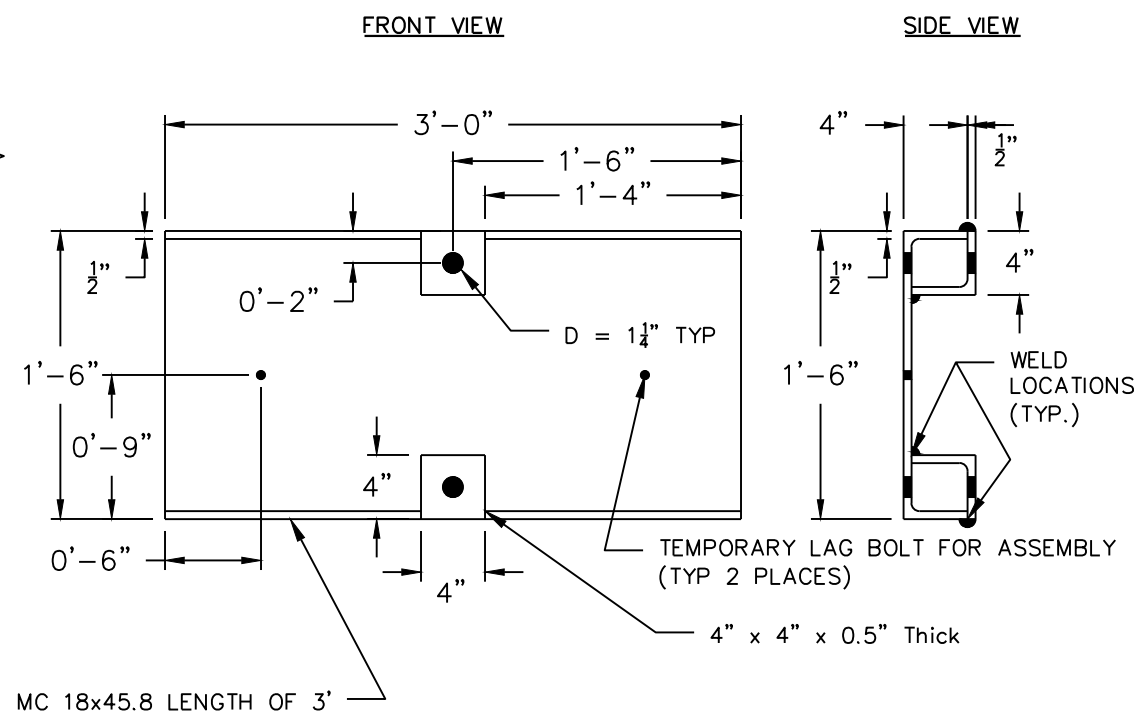 FRONT VIEW
SIDE VIEW
3'-0"
4"
1/2"
1'-6"
1'-4"
1/2"
1/2"
4"
0'-2"
D = 1 1/4" TYP
1'-6"
1'-6"
WELD
LOCATIONS
(TYP.)
0'-9"
4"
0'-6"
TEMPORARY LAG BOLT FOR ASSEMBLY
(TYP 2 PLACES)
4"
4" x 4" x 0.5" Thick
MC 18x45.8 LENGTH OF 3'